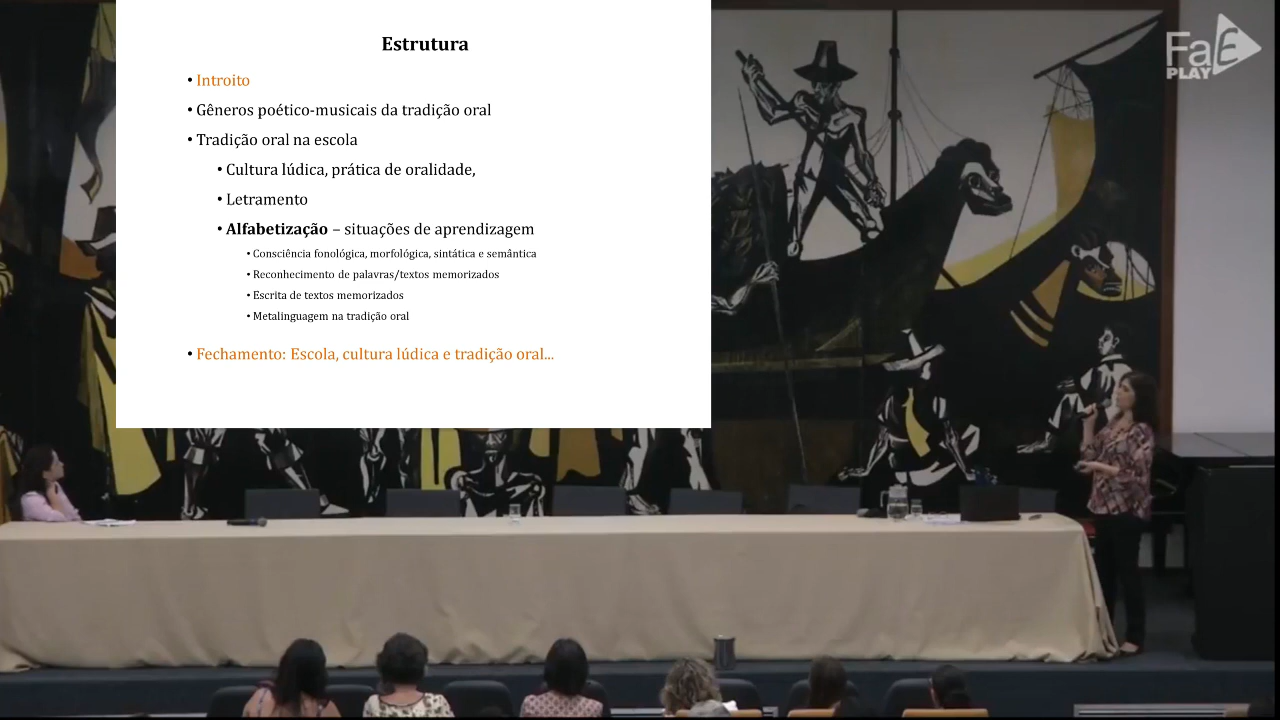 Estrutura
• Introito
• Gêneros poético-musicais da tradição oral
• Tradição oral na escola
• Cultura lúdica, prática de oralidade,
• Letramento
• Alfabetização – situações de aprendizagem
• Consciência fonológica, morfológica, sintática e semântica
• Reconhecimento de palavras/textos memorizados
• Escrita de textos memorizados
• Metalinguagem na tradição oral
• Fechamento: Escola, cultura lúdica e tradição oral...
FaE
PLAY